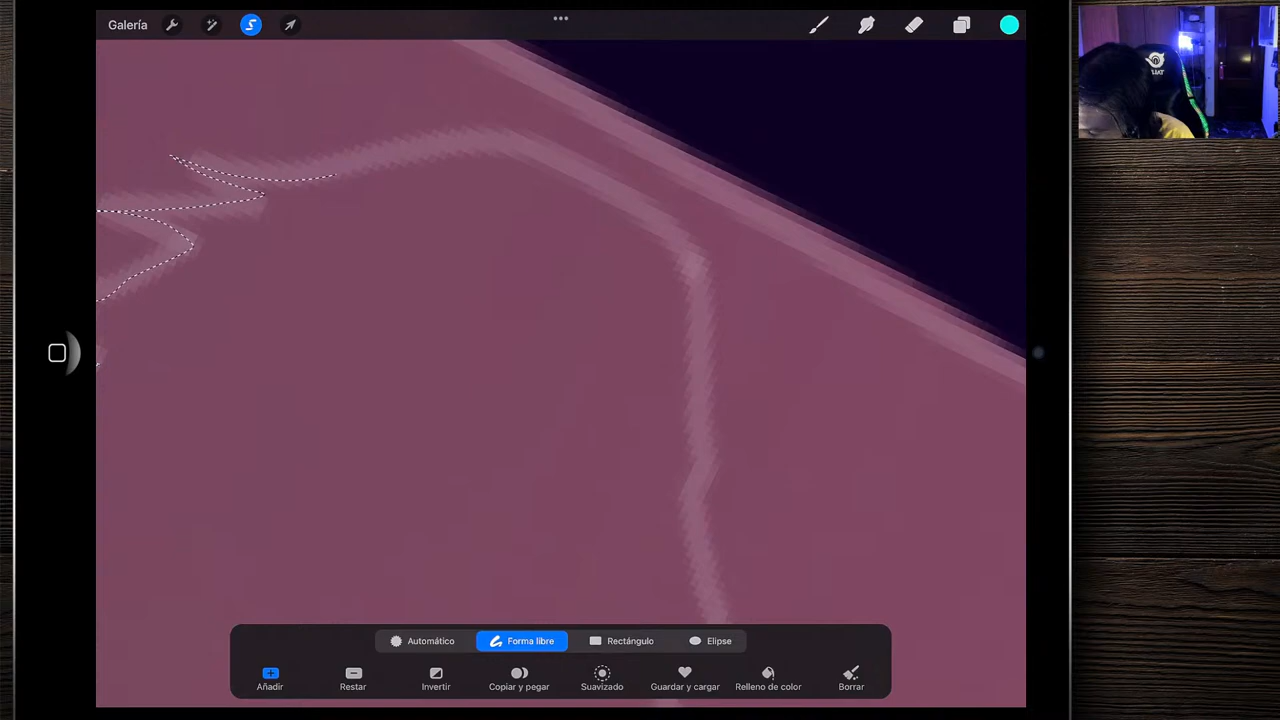 Galería
Automático Forma libre Rectángulo Elipse
Añadir Restar Invertir Copiar y pegar Suavizado Guardar y cargar Relleno de color Borrar